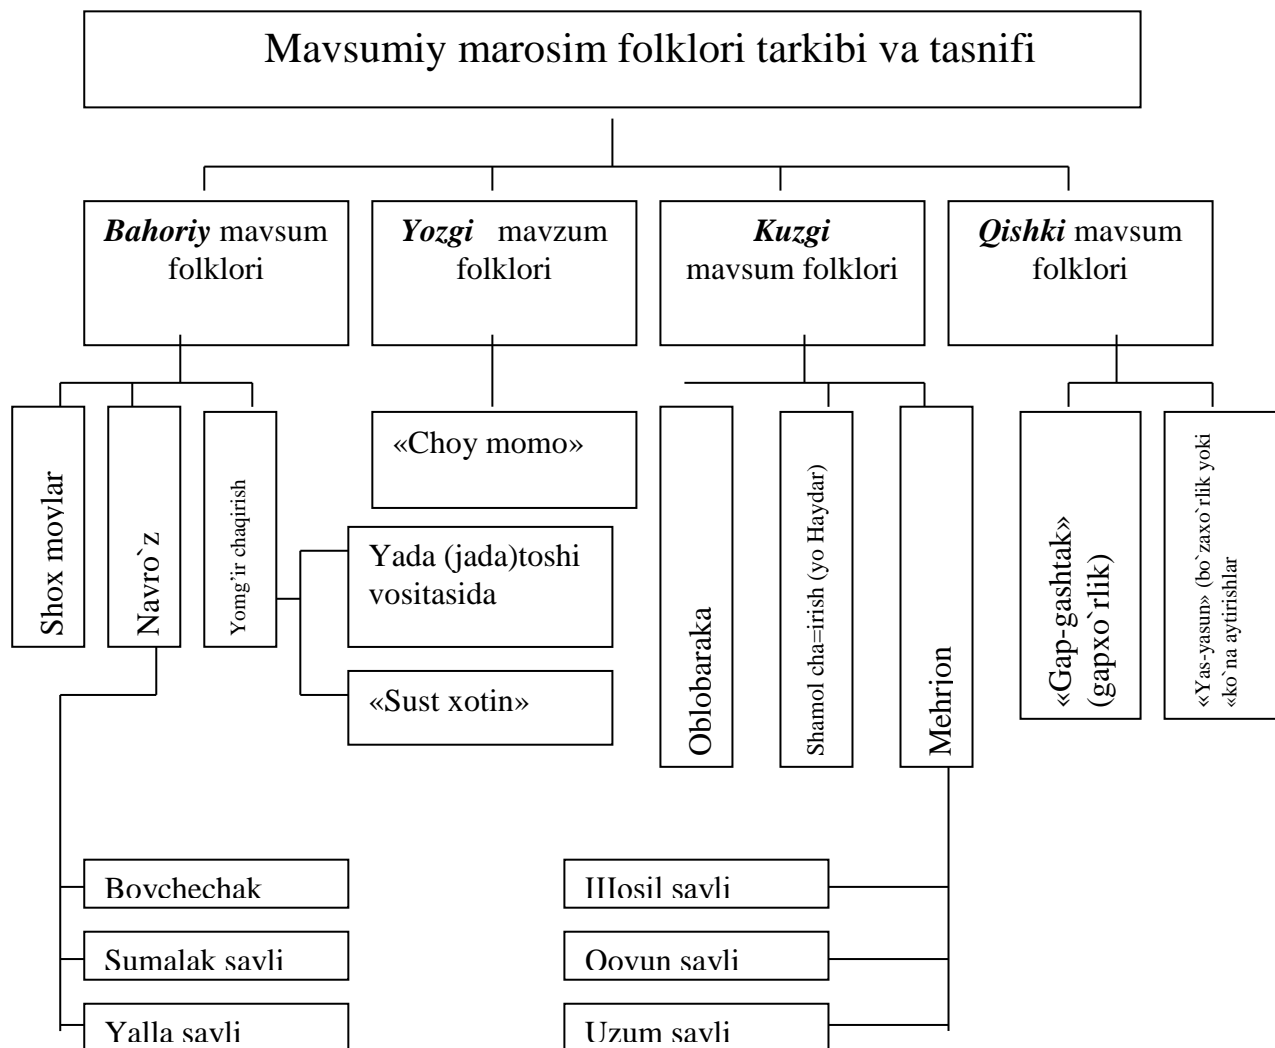 Mavsumiy marosim folklori tarkibi va tasnifi
Bahoriy mavsum
folklori
Yozgi mavzum
folklori
Kuzgi
mavsum folklori
Qishki mavsum
folklori
Shox movlar
Navro`z
Yomg'ir chaqirish
«Choy momo»
Yada (jada)toshi
vositasida
«Sust xotin»
Oblobaraka
Shamol cha=irish (yo Haydar)
Mehrjon
«Gap-gashtak»
(gapxo`rlik)
«Yas-yasun» (bo`zaxo`rlik yoki
«ko`na aytirishlar
Boychechak
Sumalak sayli
Yalla sayli
Hosil sayli
Qovun sayli
Uzum sayli